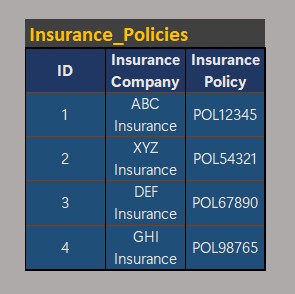 Insurance_Policies
ID Insurance Insurance
Company Policy
1 ABC Insurance POL12345
2 XYZ Insurance POL54321
3 DEF Insurance POL67890
4 GHI Insurance POL98765